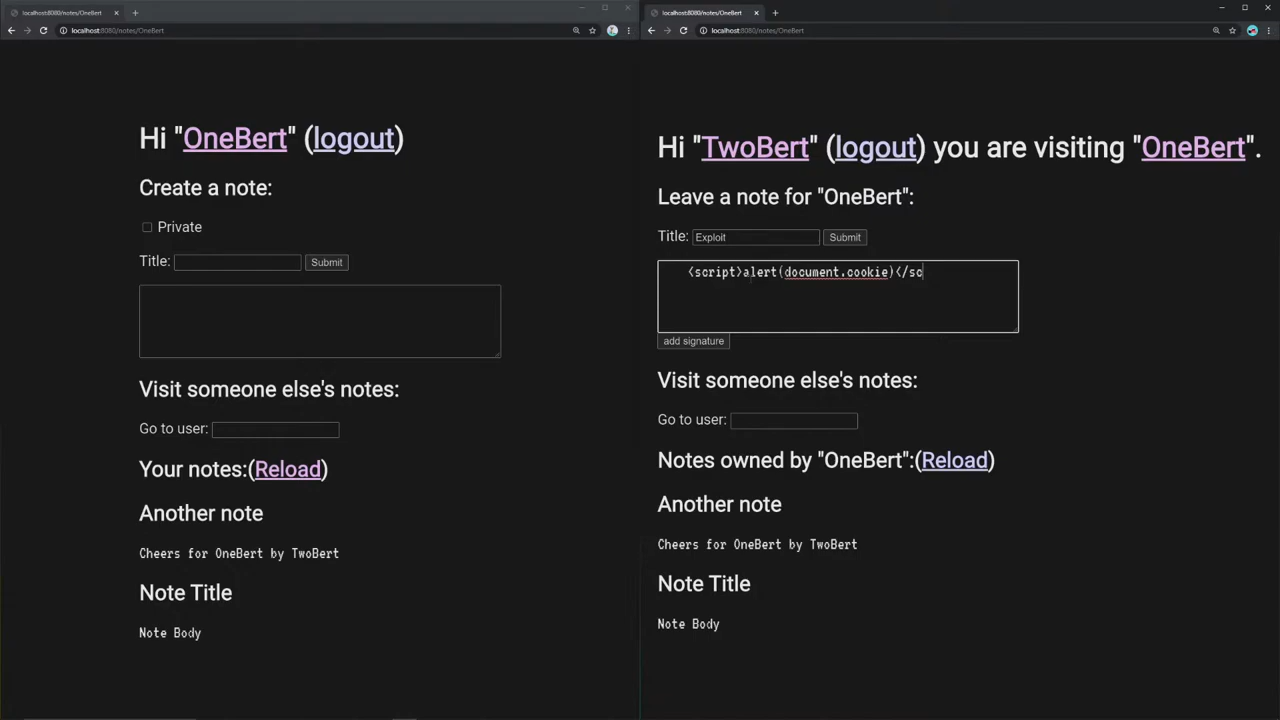 localhost:8080/notes/OneBert
localhost:8080/notes/OneBert
Hi "OneBert" (logout)
Create a note:
Private
Title: Submit
Visit someone else's notes:
Go to user:
Your notes:(Reload)
Another note
Cheers for OneBert by TwoBert
Note Title
Note Body
localhost:8080/notes/OneBert
localhost:8080/notes/OneBert
Hi "TwoBert" (logout) you are visiting "OneBert".
Leave a note for "OneBert":
Title: Exploit Submit
<script>alert(document.cookie)</sc
add signature
Visit someone else's notes:
Go to user:
Notes owned by "OneBert":(Reload)
Another note
Cheers for OneBert by TwoBert
Note Title
Note Body